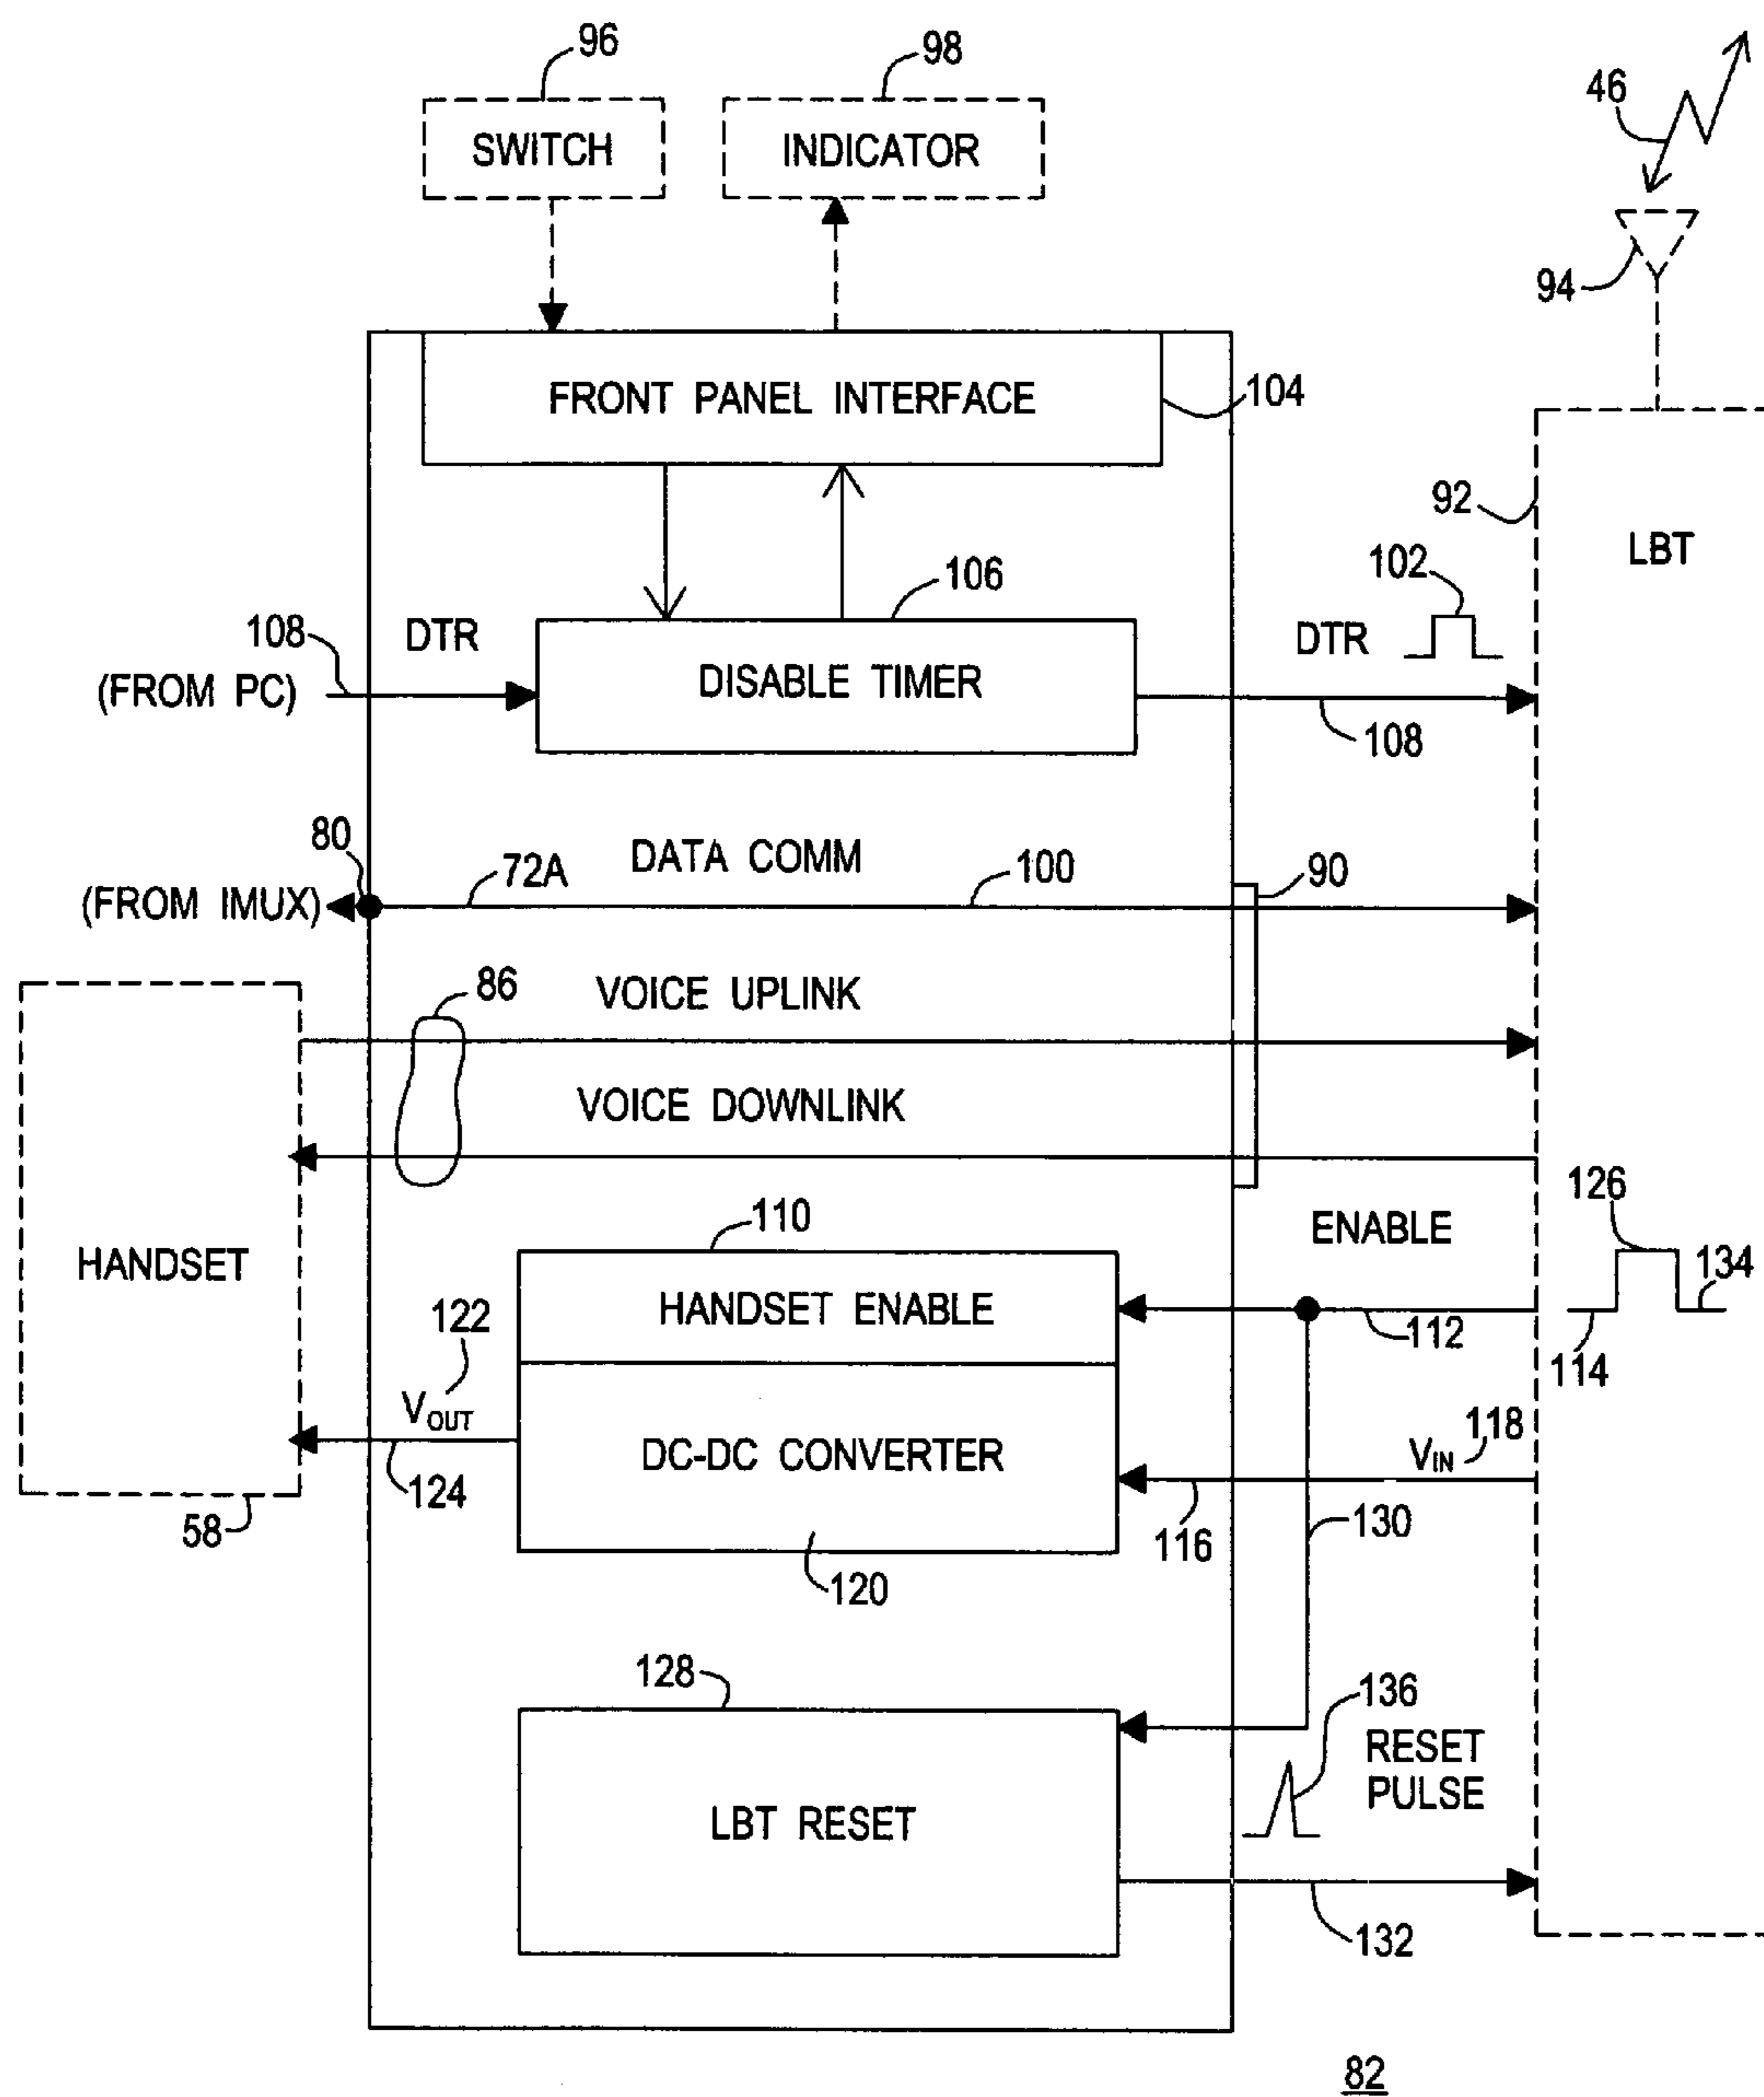 96
98
SWITCH
INDICATOR
46
94
FRONT PANEL INTERFACE
104
92
LBT
106
102
108
DTR
DTR
(FROM PC)
DISABLE TIMER
108
80
DATA COMM
72A
100
90
(FROM IMUX)
86
VOICE UPLINK
VOICE DOWNLINK
126
110
ENABLE
HANDSET
134
HANDSET ENABLE
122
112
114
VOUT
118
VIN
DC-DC CONVERTER
124
58
116
130
120
128
136
RESET
PULSE
LBT RESET
132
82